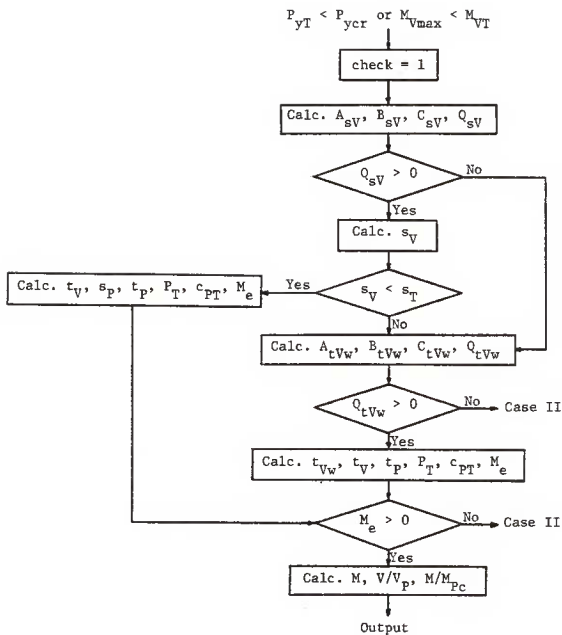 P_yT < P_ycr or M_Vmax < M_VT
check = 1
Calc. A_sV, B_sV, C_sV, Q_sV
Q_sV > 0
No
Yes
Calc. s_V
Calc. t_V, s_P, t_P, P_T, c_PT, M_e
Yes
s_V < s_T
No
Calc. A_tVw, B_tVw, C_tVw, Q_tVw
Q_tVw > 0
No
Case II
Yes
Calc. t_Vw, t_V, t_P, P_T, c_PT, M_e
M_e > 0
No
Case II
Yes
Calc. M, V/V_P, M/M_Pc
Output